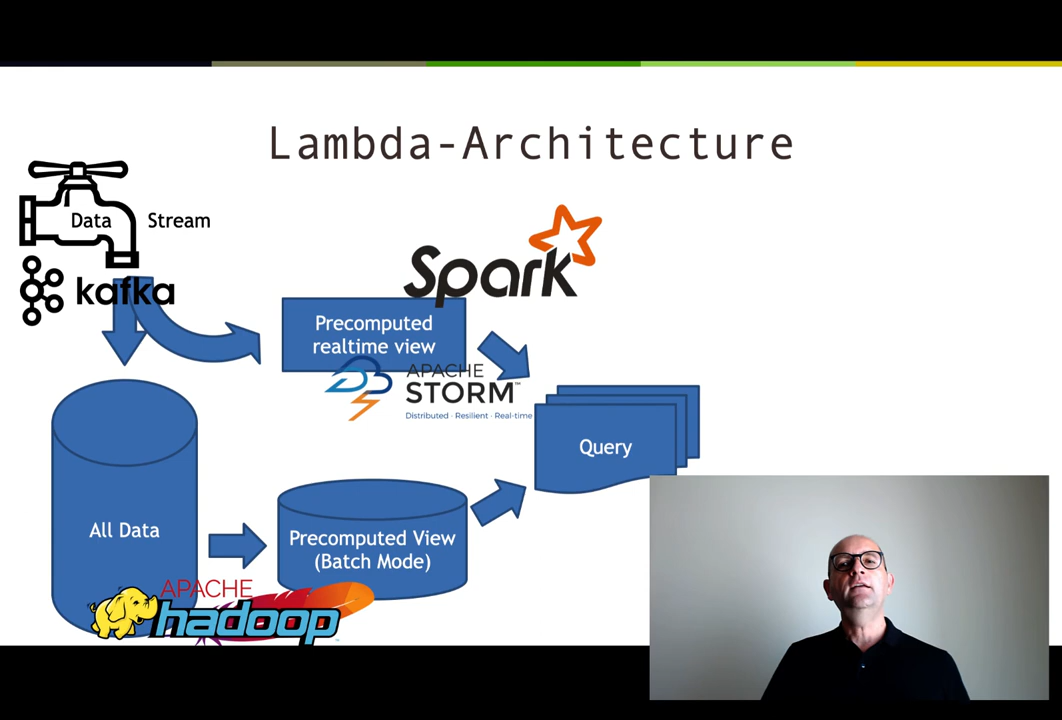 Lambda-Architecture
Data Stream
kafka
Spark
Precomputed
realtime view
APACHE
STORM™
Distributed · Resilient · Real-time
Query
All Data
Precomputed View
(Batch Mode)
APACHE
hadoop